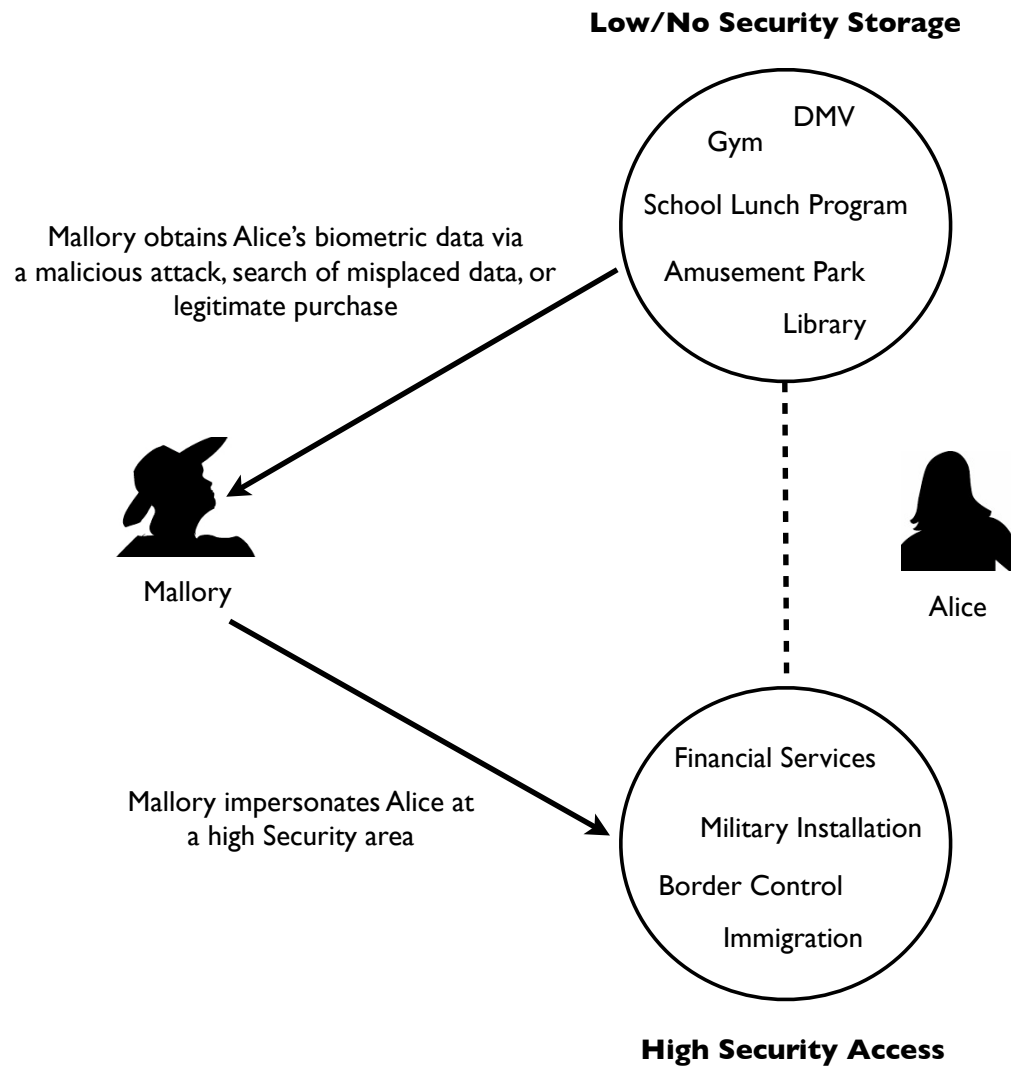 Low/No Security Storage
DMV
Gym
School Lunch Program
Amusement Park
Library
Mallory obtains Alice’s biometric data via
a malicious attack, search of misplaced data, or
legitimate purchase
Mallory
Alice
Mallory impersonates Alice at
a high Security area
Financial Services
Military Installation
Border Control
Immigration
High Security Access